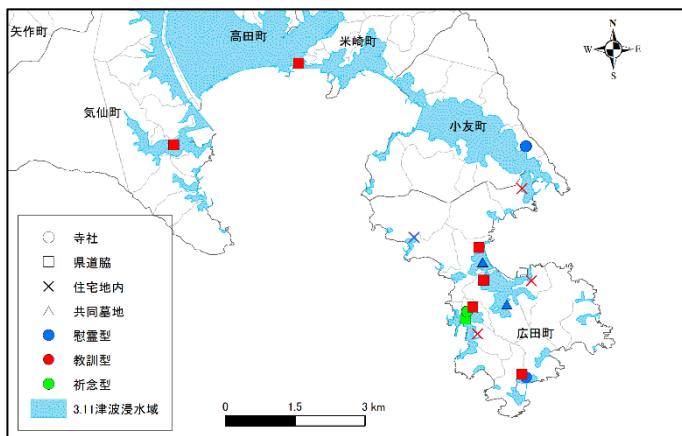 矢作町
高田町
米崎町
N
W
E
S
気仙町
小友町
寺社
県道脇
住宅地内
共同墓地
慰霊型
教訓型
祈念型
3.11津波浸水域
広田町
0 1.5 3 km